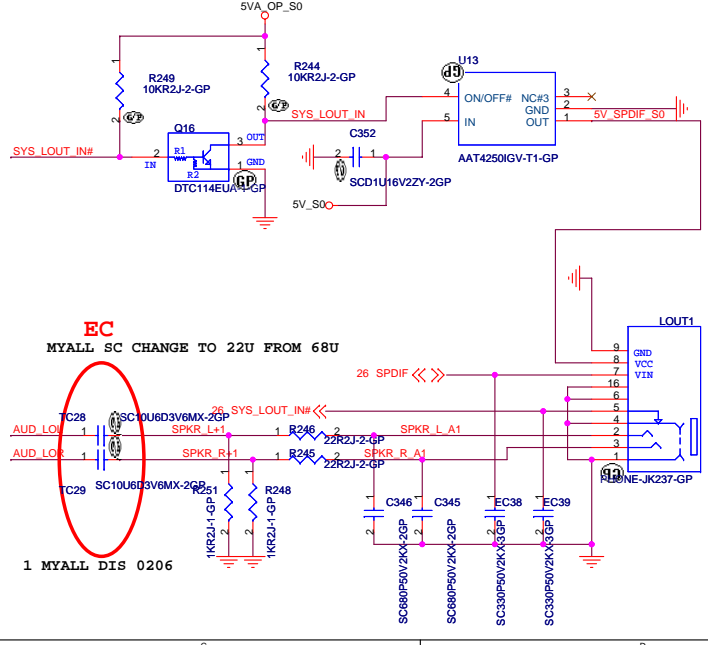 5VA_OP_S0
R249
10KR2J-2-GP
R244
10KR2J-2-GP
SYS_LOUT_IN
SYS_LOUT_IN#
Q16
IN
R1
R2
OUT
GND
DTC114EUA-1-GP
C352
SCD1U16V2ZY-2GP
5V_S0
U13
4 ON/OFF# NC#3 3
GND 2
5 IN OUT 1
5V_SPDIF_S0
AAT4250IGV-T1-GP
EC
MYALL SC CHANGE TO 22U FROM 68U
LOUT1
9 GND
8 VCC
7 VIN
16
6
5
4
2
3
1
PHONE-JK237-GP
26 SPDIF
26 SYS_LOUT_IN#
TC28
SC10U6D3V6MX-2GP
AUD_LOL
SPKR_L+1
R246
22R2J-2-GP
SPKR_L_A1
AUD_LOR
SPKR_R+1
R245
22R2J-2-GP
SPKR_R_A1
TC29
SC10U6D3V6MX-2GP
R251
1KR2J-1-GP
R248
1KR2J-1-GP
C346
SC680P50V2KX-2GP
C345
SC680P50V2KX-2GP
EC38
SC330P50V2KX-3GP
EC39
SC330P50V2KX-3GP
1 MYALL DIS 0206